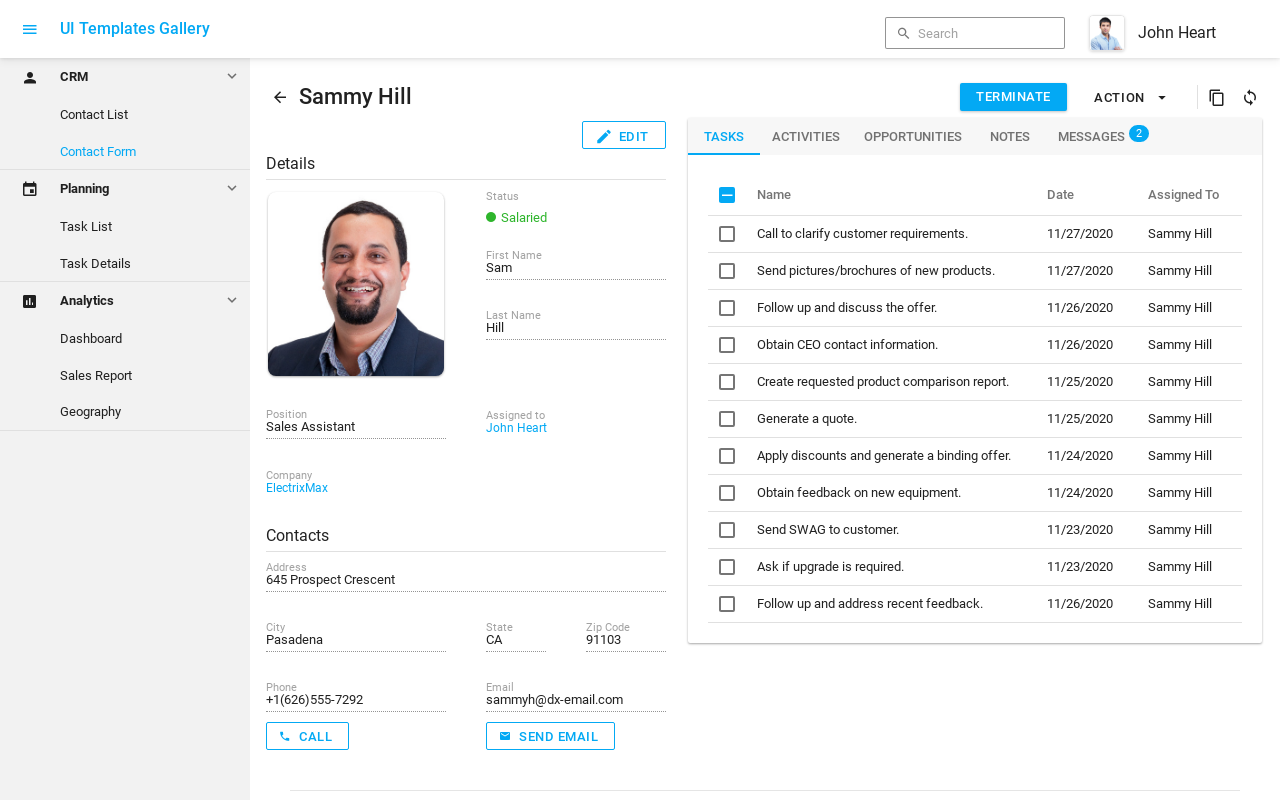 UI Templates Gallery
Search
John Heart
CRM
Contact List
Contact Form
Planning
Task List
Task Details
Analytics
Dashboard
Sales Report
Geography
Sammy Hill
TERMINATE
ACTION
EDIT
Details
Status
Salaried
First Name
Sam
Last Name
Hill
Position
Sales Assistant
Assigned to
John Heart
Company
ElectrixMax
Contacts
Address
645 Prospect Crescent
City
Pasadena
State
CA
Zip Code
91103
Phone
+1(626)555-7292
Email
sammyh@dx-email.com
CALL
SEND EMAIL
TASKS ACTIVITIES OPPORTUNITIES NOTES MESSAGES 2
Name Date Assigned To
Call to clarify customer requirements. 11/27/2020 Sammy Hill
Send pictures/brochures of new products. 11/27/2020 Sammy Hill
Follow up and discuss the offer. 11/26/2020 Sammy Hill
Obtain CEO contact information. 11/26/2020 Sammy Hill
Create requested product comparison report. 11/25/2020 Sammy Hill
Generate a quote. 11/25/2020 Sammy Hill
Apply discounts and generate a binding offer. 11/24/2020 Sammy Hill
Obtain feedback on new equipment. 11/24/2020 Sammy Hill
Send SWAG to customer. 11/23/2020 Sammy Hill
Ask if upgrade is required. 11/23/2020 Sammy Hill
Follow up and address recent feedback. 11/26/2020 Sammy Hill